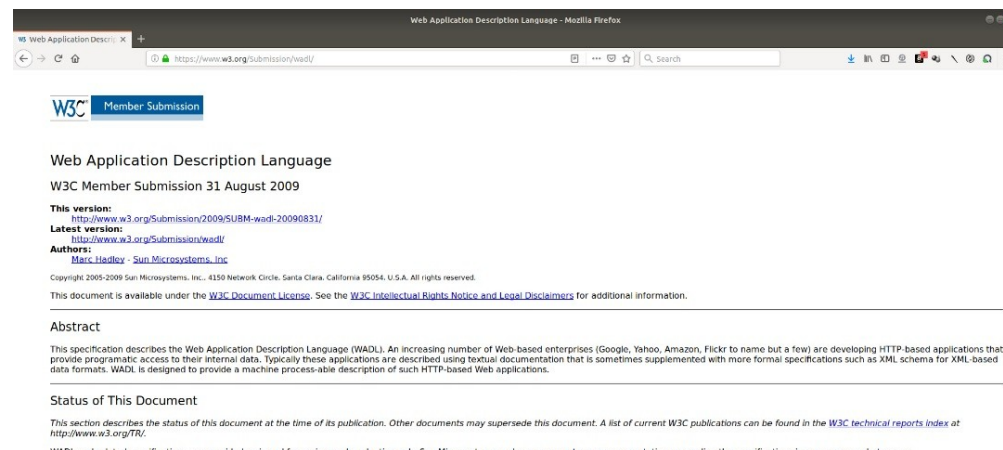 Web Application Description Language - Mozilla Firefox
W3 Web Application Descrip × +
https://www.w3.org/Submission/wadl/
Search
W3C® Member Submission
Web Application Description Language
W3C Member Submission 31 August 2009
This version:
http://www.w3.org/Submission/2009/SUBM-wadl-20090831/
Latest version:
http://www.w3.org/Submission/wadl/
Authors:
Marc Hadley - Sun Microsystems, Inc
Copyright 2005-2009 Sun Microsystems, Inc., 4150 Network Circle, Santa Clara, California 95054, U.S.A. All rights reserved.
This document is available under the W3C Document License. See the W3C Intellectual Rights Notice and Legal Disclaimers for additional information.
Abstract
This specification describes the Web Application Description Language (WADL). An increasing number of Web-based enterprises (Google, Yahoo, Amazon, Flickr to name but a few) are developing HTTP-based applications that
provide programatic access to their internal data. Typically these applications are described using textual documentation that is sometimes supplemented with more formal specifications such as XML schema for XML-based
data formats. WADL is designed to provide a machine process-able description of such HTTP-based Web applications.
Status of This Document
This section describes the status of this document at the time of its publication. Other documents may supersede this document. A list of current W3C publications can be found in the W3C technical reports index at
http://www.w3.org/TR/.